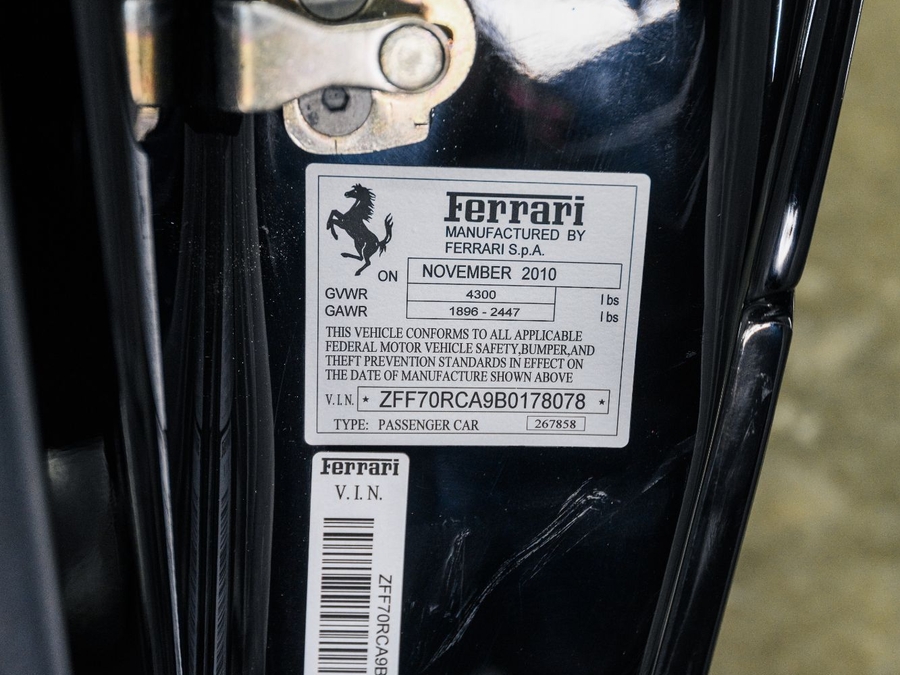 Ferrari
MANUFACTURED BY
FERRARI S.p.A.
ON NOVEMBER 2010
GVWR 4300 lbs
GAWR 1896 - 2447 lbs
THIS VEHICLE CONFORMS TO ALL APPLICABLE
FEDERAL MOTOR VEHICLE SAFETY,BUMPER,AND
THEFT PREVENTION STANDARDS IN EFFECT ON
THE DATE OF MANUFACTURE SHOWN ABOVE
V.I.N. * ZFF70RCA9B0178078 *
TYPE: PASSENGER CAR 267858
Ferrari
V.I.N.
ZFF70RCA9B